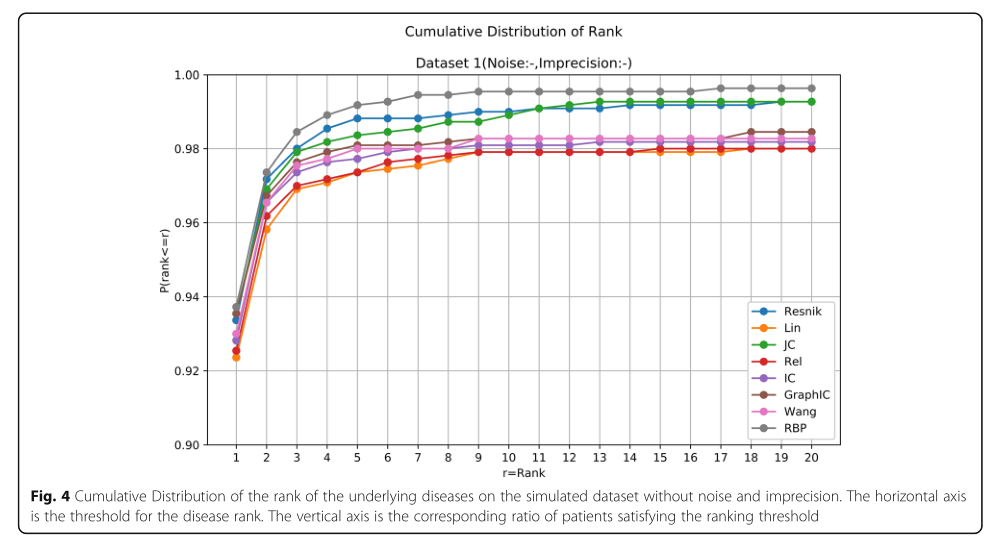 Cumulative Distribution of Rank
Dataset 1(Noise:-,Imprecision:-)
1.00
0.98
0.96
0.94
0.92
0.90
P(rank<=r)
1 2 3 4 5 6 7 8 9 10 11 12 13 14 15 16 17 18 19 20
r=Rank
Resnik
Lin
JC
Rel
IC
GraphIC
Wang
RBP
Fig. 4 Cumulative Distribution of the rank of the underlying diseases on the simulated dataset without noise and imprecision. The horizontal axis
is the threshold for the disease rank. The vertical axis is the corresponding ratio of patients satisfying the ranking threshold